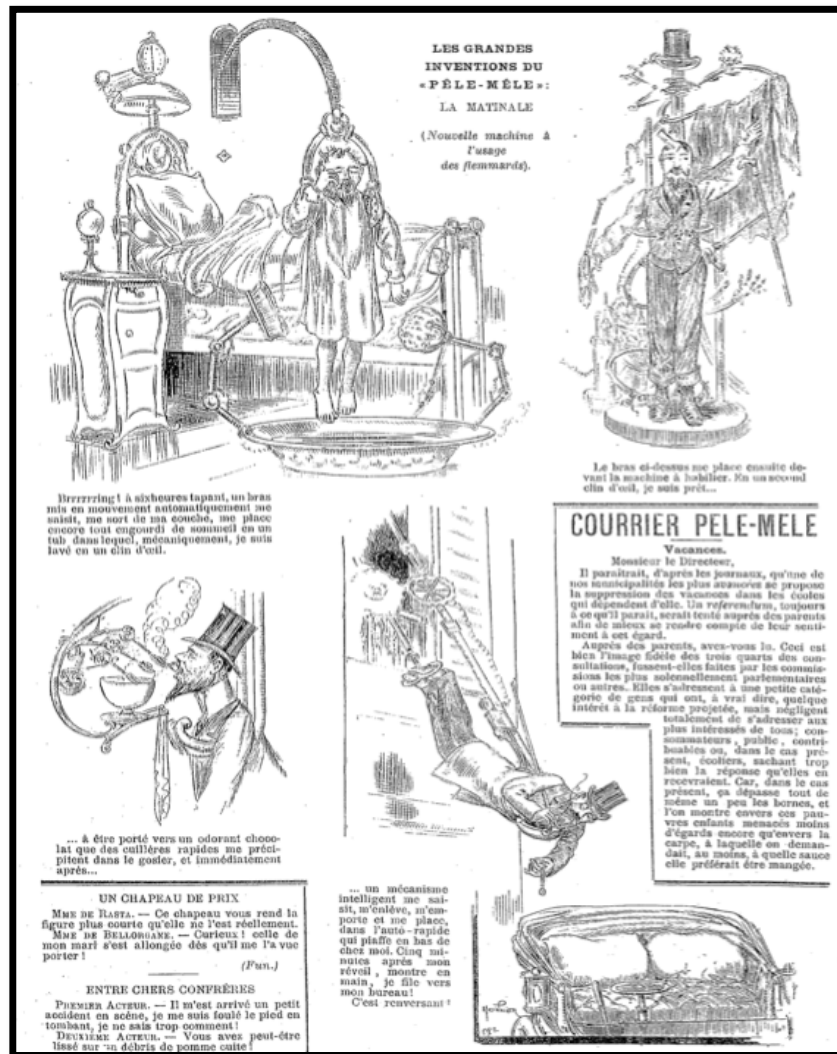 LES GRANDES
INVENTIONS DU
« PÊLE-MÊLE » :
LA MATINALE
(Nouvelle machine à
l'usage
des flemmards).
Brrrrrring ! à six heures tapant, un bras
mis en mouvement automatiquement me
saisit, me sort de ma couche, me place
encore tout engourdi de sommeil en un
tub dans lequel, mécaniquement, je suis
lavé en un clin d'œil.
Le bras ci-dessus me place ensuite de-
vant la machine à habiller. En un second
clin d'œil, je suis prêt...
... à être porté vers un odorant choco-
lat que des cuillères rapides me préci-
pitent dans le gosier, et immédiatement
après...
... un mécanisme
intelligent me sai-
sit, m'enlève, m'em-
porte et me place,
dans l'auto-rapide
qui piaffe en bas de
chez moi. Cinq mi-
nutes après mon
réveil, montre en
main, je file vers
mon bureau !
C'est renversant !
COURRIER PELE-MELE
Vacances.
Monsieur le Directeur,
Il paraîtrait, d'après les journaux, qu'une de
nos municipalités les plus avancées se propose
la suppression des vacances dans les écoles
qui dépendent d'elle. Un referendum, toujours
à ce qu'il paraît, serait tenté auprès des parents
afin de mieux se rendre compte de leur senti-
ment à cet égard.
Auprès des parents, avez-vous lu. Ceci est
bien l'image fidèle des trois quarts des con-
sultations, fussent-elles faites par les commis-
sions les plus solennellement parlementaires
ou autres. Elles s'adressent à une petite caté-
gorie de gens qui ont, à vrai dire, quelque
intérêt à la réforme projetée, mais négligent
totalement de s'adresser aux
plus intéressés de tous ; con-
sommateurs, public, contri-
buables ou, dans le cas pré-
sent, écoliers, sachant trop
bien la réponse qu'elles en
recevraient. Car, dans le cas
présent, ça dépasse tout de
même un peu les bornes, et
l'on montre envers ces pau-
vres enfants menacés moins
d'égards encore qu'envers la
carpe, à laquelle on deman-
dait, au moins, à quelle sauce
elle préférait être mangée.
UN CHAPEAU DE PRIX
MME DE RASTA. — Ce chapeau vous rend la
figure plus courte qu'elle ne l'est réellement.
MME DE BELLORGANE. — Curieux ! celle de
mon mari s'est allongée dès qu'il me l'a vue
porter !
(Fun.)
ENTRE CHERS CONFRÈRES
PREMIER ACTEUR. — Il m'est arrivé un petit
accident en scène, je me suis foulé le pied en
tombant, je ne sais trop comment !
DEUXIÈME ACTEUR. — Vous avez peut-être
lissé sur un débris de pomme cuite !